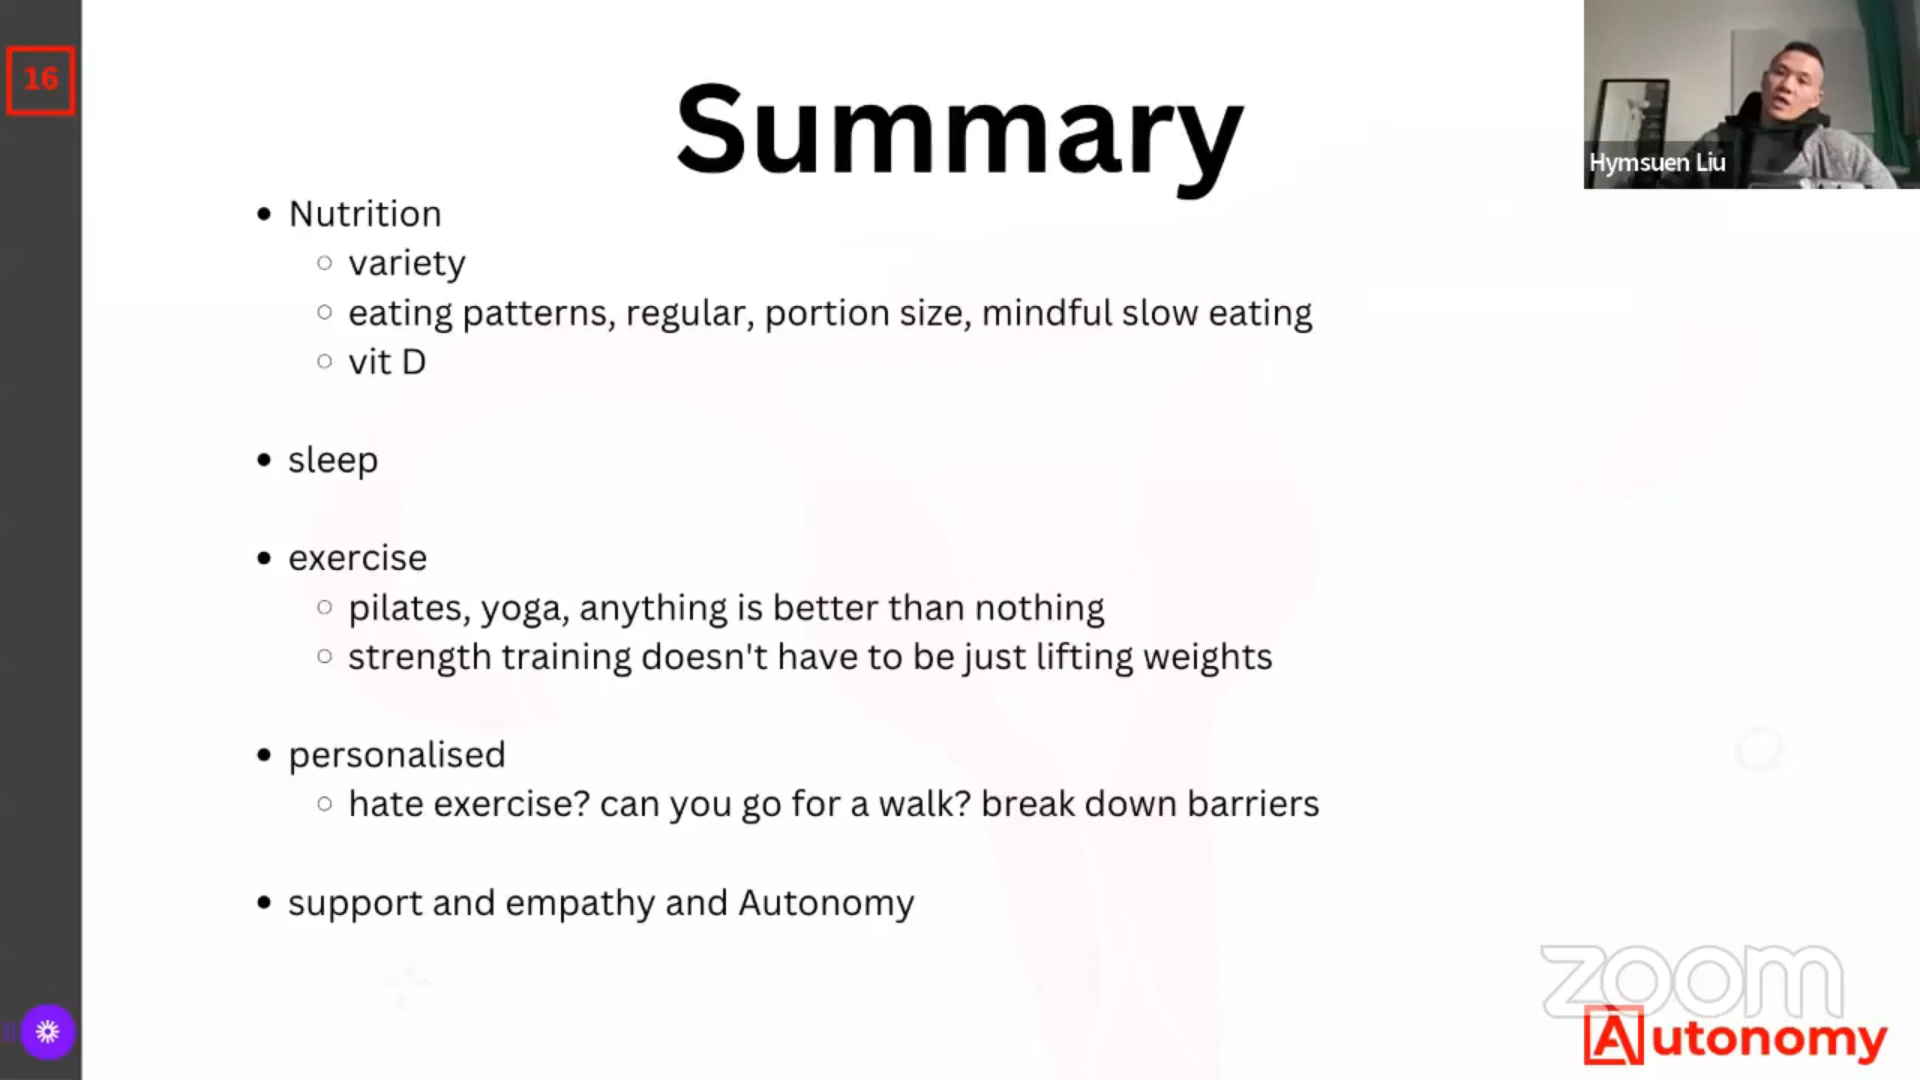 16
Summary
Hymsuen Liu
Nutrition
variety
eating patterns, regular, portion size, mindful slow eating
vit D
sleep
exercise
pilates, yoga, anything is better than nothing
strength training doesn't have to be just lifting weights
personalised
hate exercise? can you go for a walk? break down barriers
support and empathy and Autonomy
zoom
Autonomy